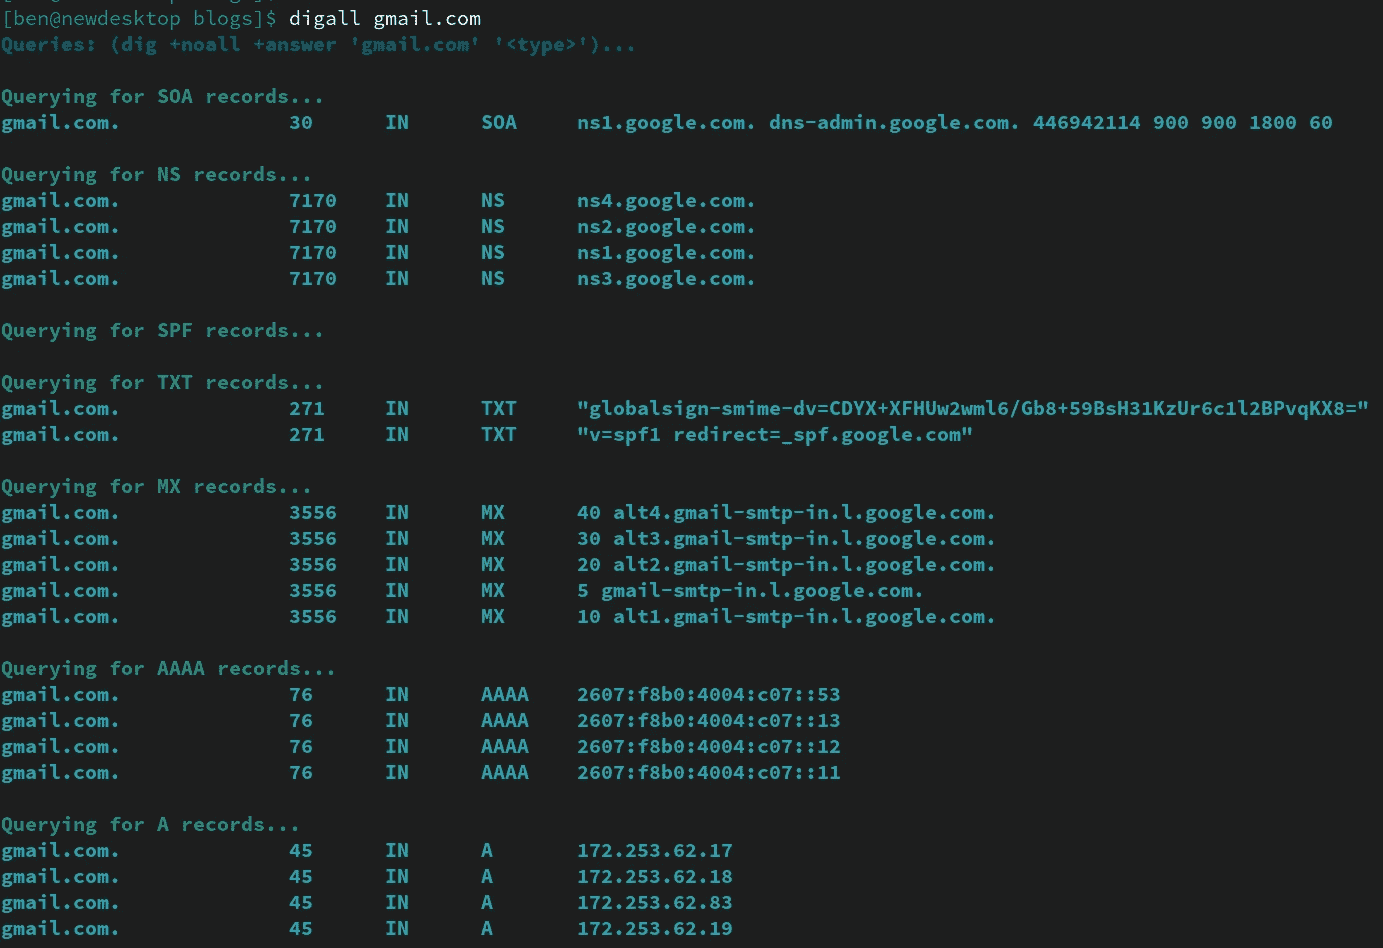 [ben@newdesktop blogs]$ digall gmail.com
Queries: (dig +noall +answer 'gmail.com' '<type>')...
Querying for SOA records...
gmail.com. 30 IN SOA ns1.google.com. dns-admin.google.com. 446942114 900 900 1800 60
Querying for NS records...
gmail.com. 7170 IN NS ns4.google.com.
gmail.com. 7170 IN NS ns2.google.com.
gmail.com. 7170 IN NS ns1.google.com.
gmail.com. 7170 IN NS ns3.google.com.
Querying for SPF records...
Querying for TXT records...
gmail.com. 271 IN TXT "globalsign-smime-dv=CDYX+XFHUw2wml6/Gb8+59BsH31KzUr6c1l2BPvqKX8="
gmail.com. 271 IN TXT "v=spf1 redirect=_spf.google.com"
Querying for MX records...
gmail.com. 3556 IN MX 40 alt4.gmail-smtp-in.l.google.com.
gmail.com. 3556 IN MX 30 alt3.gmail-smtp-in.l.google.com.
gmail.com. 3556 IN MX 20 alt2.gmail-smtp-in.l.google.com.
gmail.com. 3556 IN MX 5 gmail-smtp-in.l.google.com.
gmail.com. 3556 IN MX 10 alt1.gmail-smtp-in.l.google.com.
Querying for AAAA records...
gmail.com. 76 IN AAAA 2607:f8b0:4004:c07::53
gmail.com. 76 IN AAAA 2607:f8b0:4004:c07::13
gmail.com. 76 IN AAAA 2607:f8b0:4004:c07::12
gmail.com. 76 IN AAAA 2607:f8b0:4004:c07::11
Querying for A records...
gmail.com. 45 IN A 172.253.62.17
gmail.com. 45 IN A 172.253.62.18
gmail.com. 45 IN A 172.253.62.83
gmail.com. 45 IN A 172.253.62.19